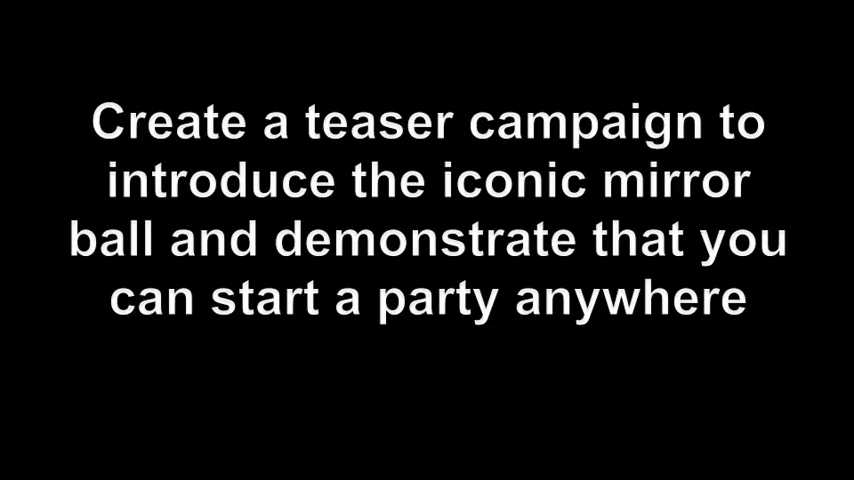 Create a teaser campaign to
introduce the iconic mirror
ball and demonstrate that you
can start a party anywhere